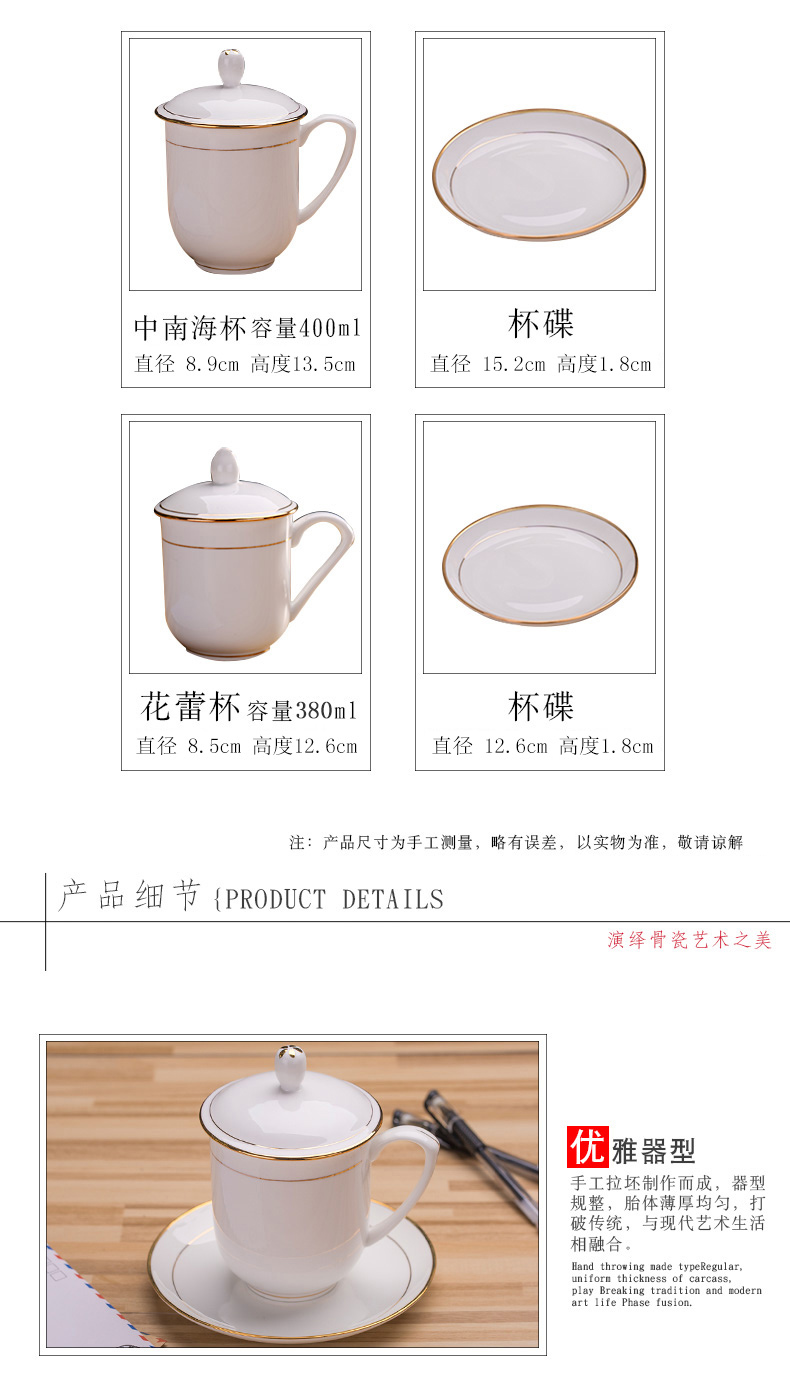 中南海杯 容量400ml
直径 8.9cm 高度13.5cm
杯碟
直径 15.2cm 高度1.8cm
花蕾杯 容量380ml
直径 8.5cm 高度12.6cm
杯碟
直径 12.6cm 高度1.8cm
注：产品尺寸为手工测量，略有误差，以实物为准，敬请谅解
产品细节 {PRODUCT DETAILS
演绎骨瓷艺术之美
优雅器型
手工拉坯制作而成，器型
规整，胎体薄厚均匀，打
破传统，与现代艺术生活
相融合。
Hand throwing made typeRegular,
uniform thickness of carcass,
play Breaking tradition and modern
art life Phase fusion.